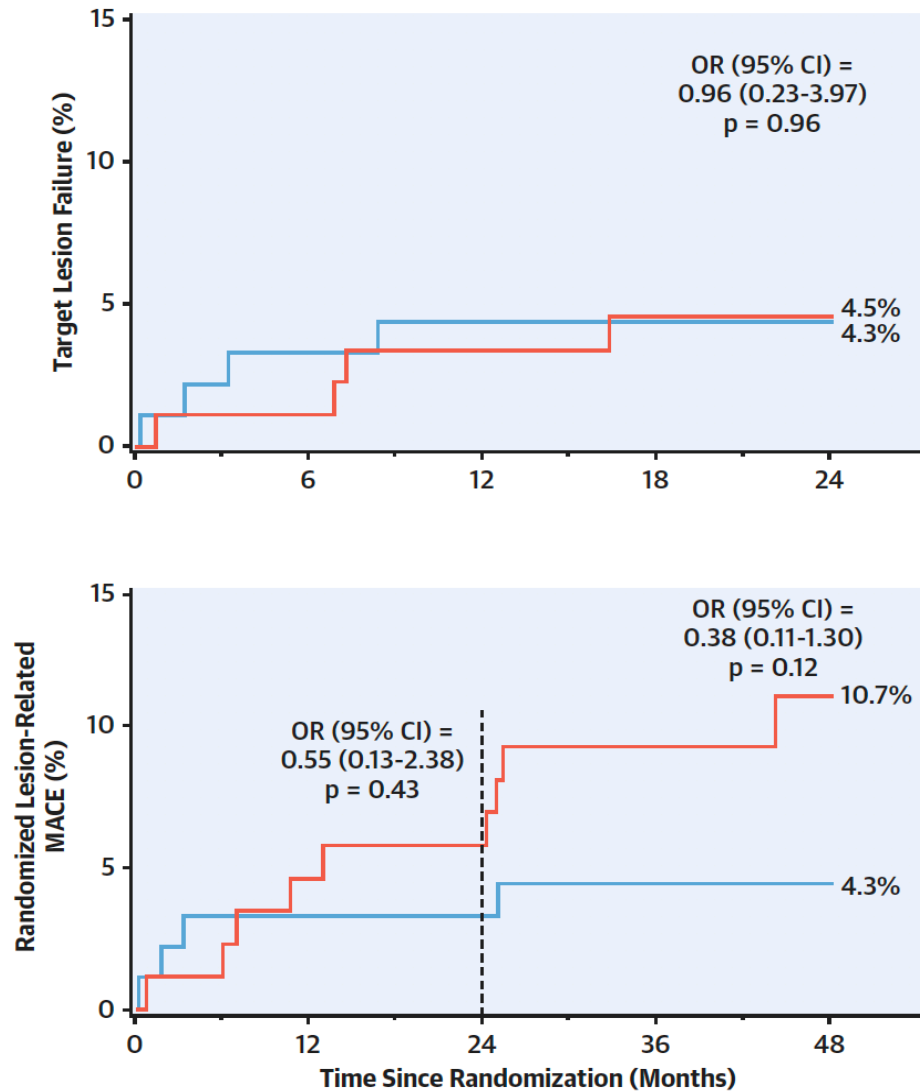 15
10
5
0
Target Lesion Failure (%)
OR (95% CI) =
0.96 (0.23-3.97)
p = 0.96
4.5%
4.3%
0 6 12 18 24
15
10
5
0
Randomized Lesion-Related
MACE (%)
OR (95% CI) =
0.55 (0.13-2.38)
p = 0.43
OR (95% CI) =
0.38 (0.11-1.30)
p = 0.12
10.7%
4.3%
0 12 24 36 48
Time Since Randomization (Months)